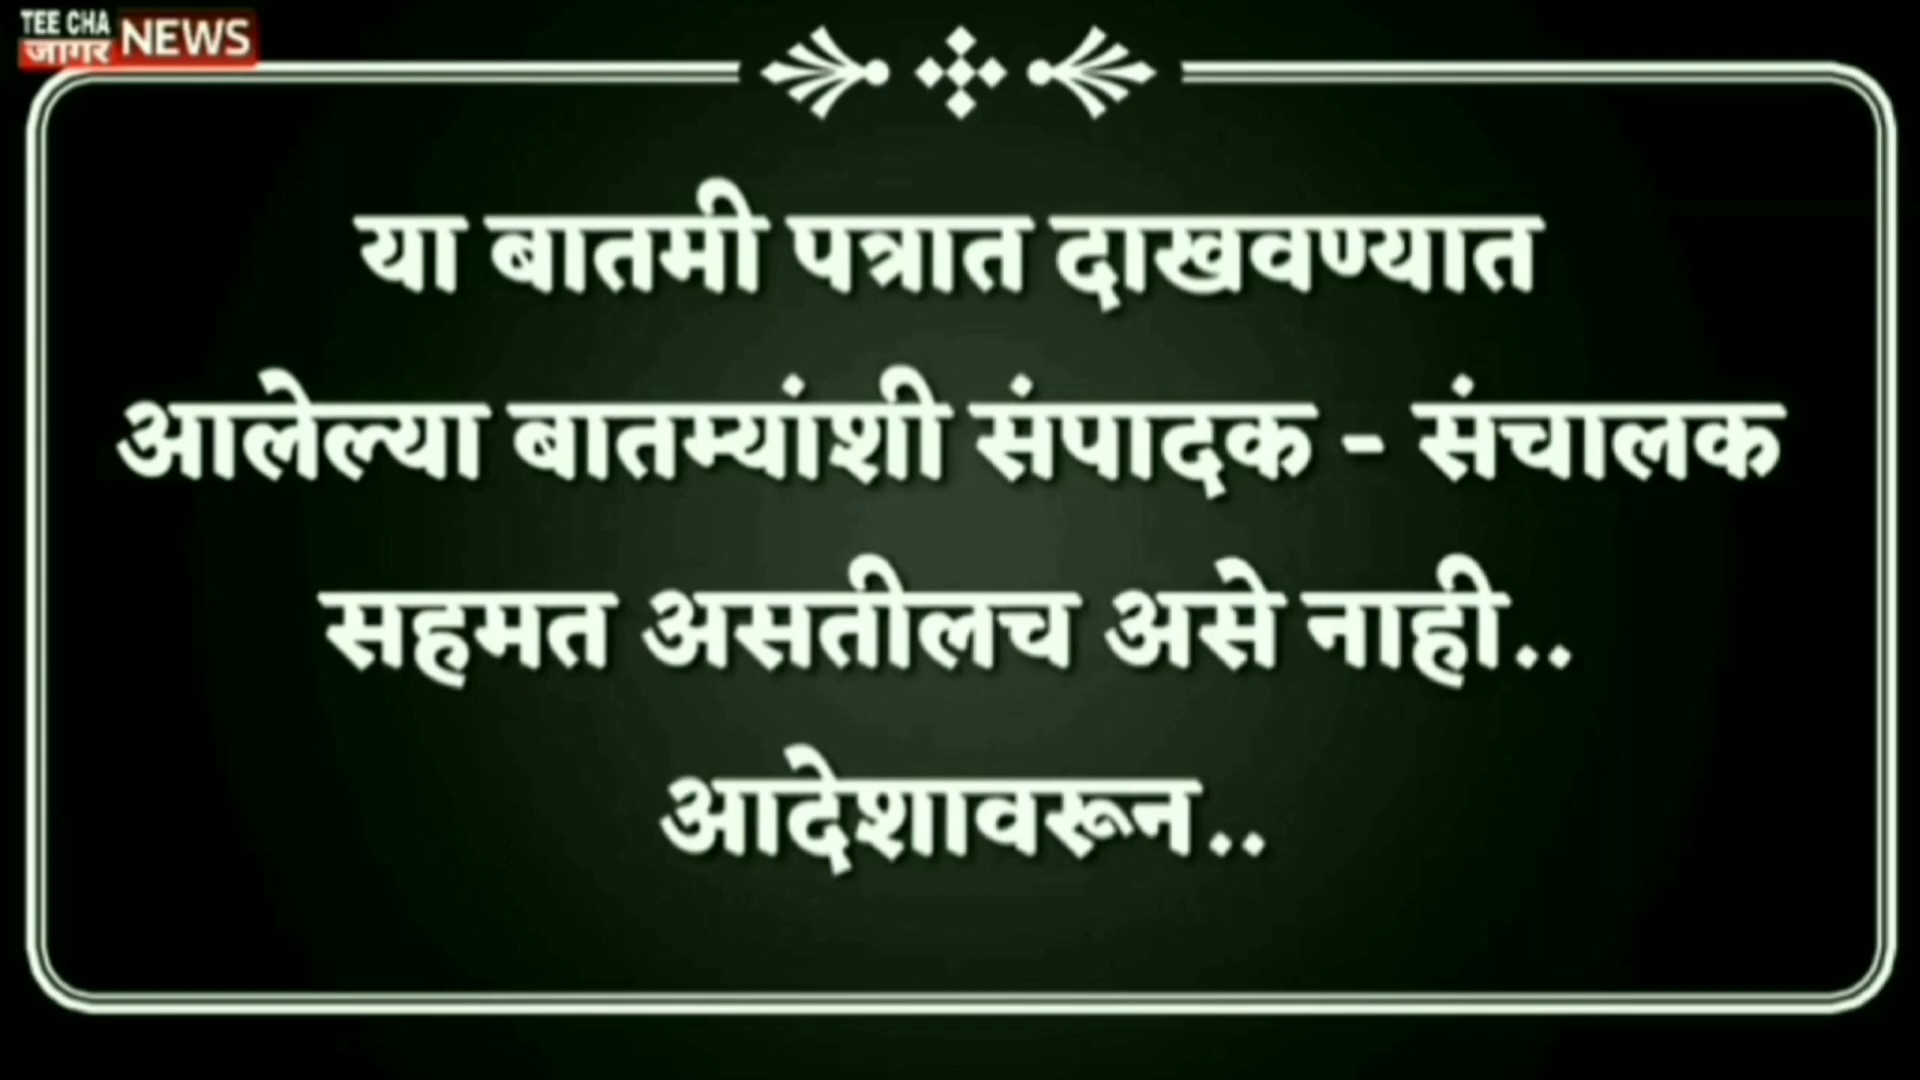 TEE CHA
जागर NEWS
या बातमी पत्रात दाखवण्यात
आलेल्या बातम्यांशी संपादक - संचालक
सहमत असतीलच असे नाही..
आदेशावरून..